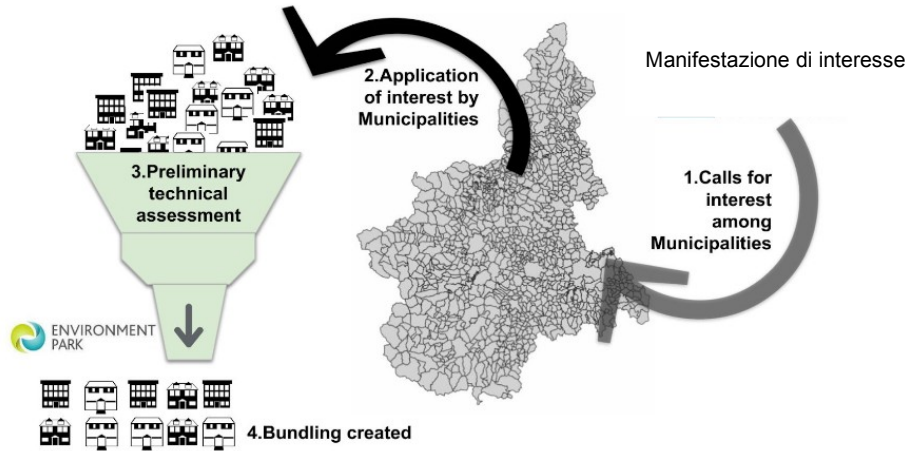 Manifestazione di interesse
1.Calls for
interest
among
Municipalities
2.Application
of interest by
Municipalities
3.Preliminary
technical
assessment
ENVIRONMENT
PARK
4.Bundling created